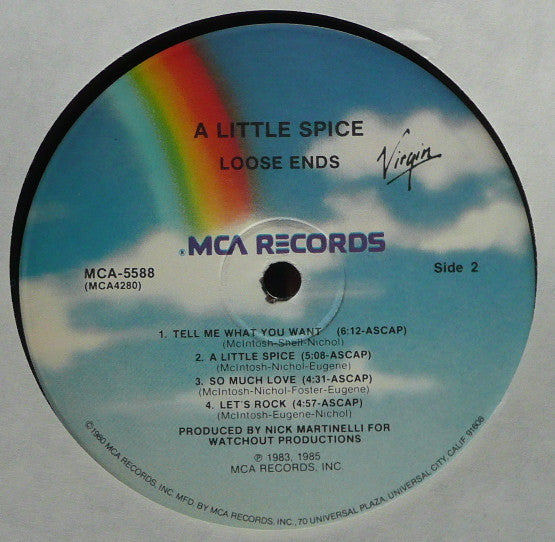 A LITTLE SPICE
LOOSE ENDS
Virgin
® MCA RECORDS
MCA-5588
(MCA4280)
Side 2
1. TELL ME WHAT YOU WANT (6:12-ASCAP)
(McIntosh-Shell-Nichol)
2. A LITTLE SPICE (5:08-ASCAP)
(McIntosh-Nichol-Eugene)
3. SO MUCH LOVE (4:31-ASCAP)
(McIntosh-Nichol-Foster-Eugene)
4. LET'S ROCK (4:57-ASCAP)
(McIntosh-Eugene-Nichol)
PRODUCED BY NICK MARTINELLI FOR
WATCHOUT PRODUCTIONS
℗ 1983, 1985
MCA RECORDS, INC.
©1980 MCA RECORDS, INC. MFD. BY MCA RECORDS, INC., 70 UNIVERSAL PLAZA, UNIVERSAL CITY, CALIF. 91608